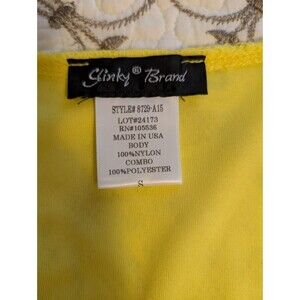 Slinky® Brand
STYLE# 8729-A15
LOT#24173
RN#105536
MADE IN USA
BODY
100%NYLON
COMBO
100%POLYESTER
S